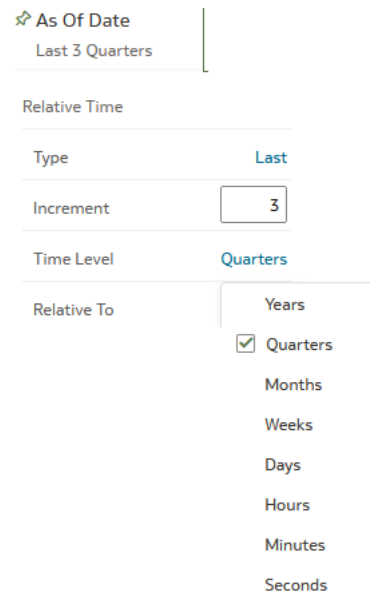 As Of Date
Last 3 Quarters
Relative Time
Type Last
Increment 3
Time Level Quarters
Relative To
Years
Quarters
Months
Weeks
Days
Hours
Minutes
Seconds